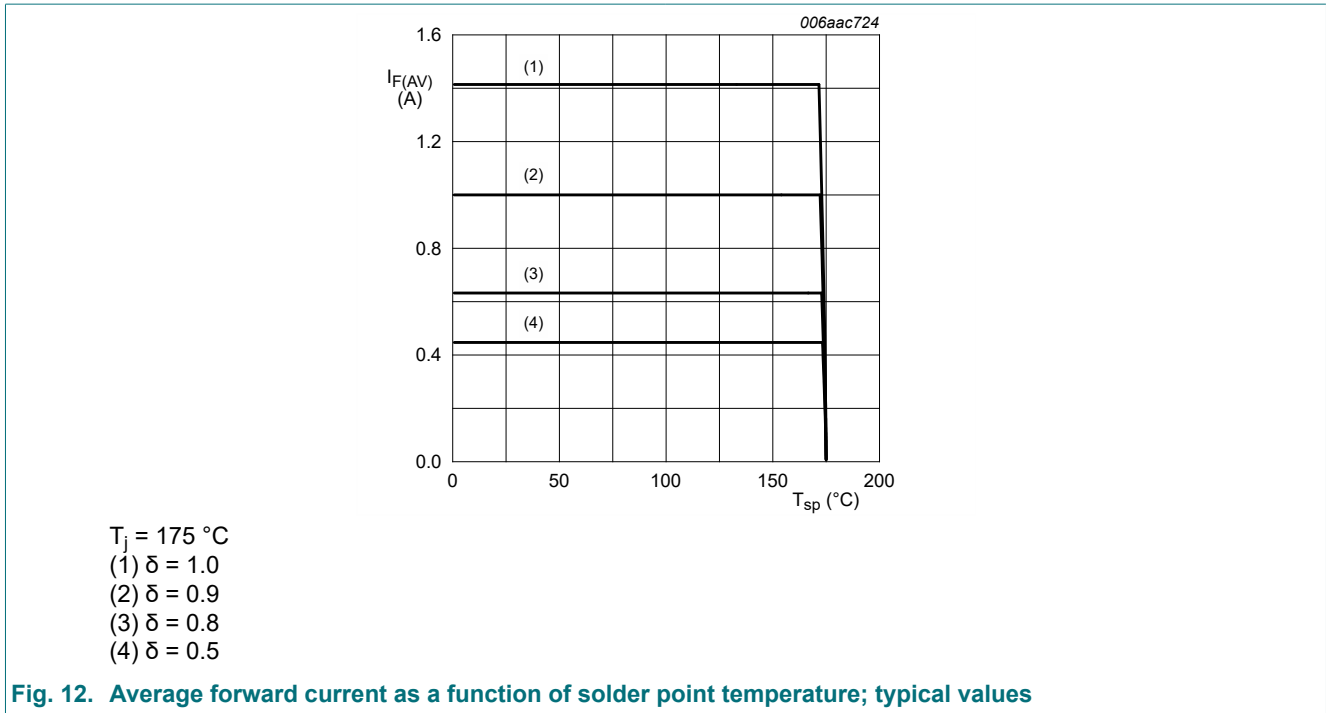 006aac724
1.6
I_F(AV)
(A)
(1)
1.2
(2)
0.8
(3)
(4)
0.4
0.0
0 50 100 150 200
T_sp (°C)
T_j = 175 °C
(1) δ = 1.0
(2) δ = 0.9
(3) δ = 0.8
(4) δ = 0.5
Fig. 12. Average forward current as a function of solder point temperature; typical values